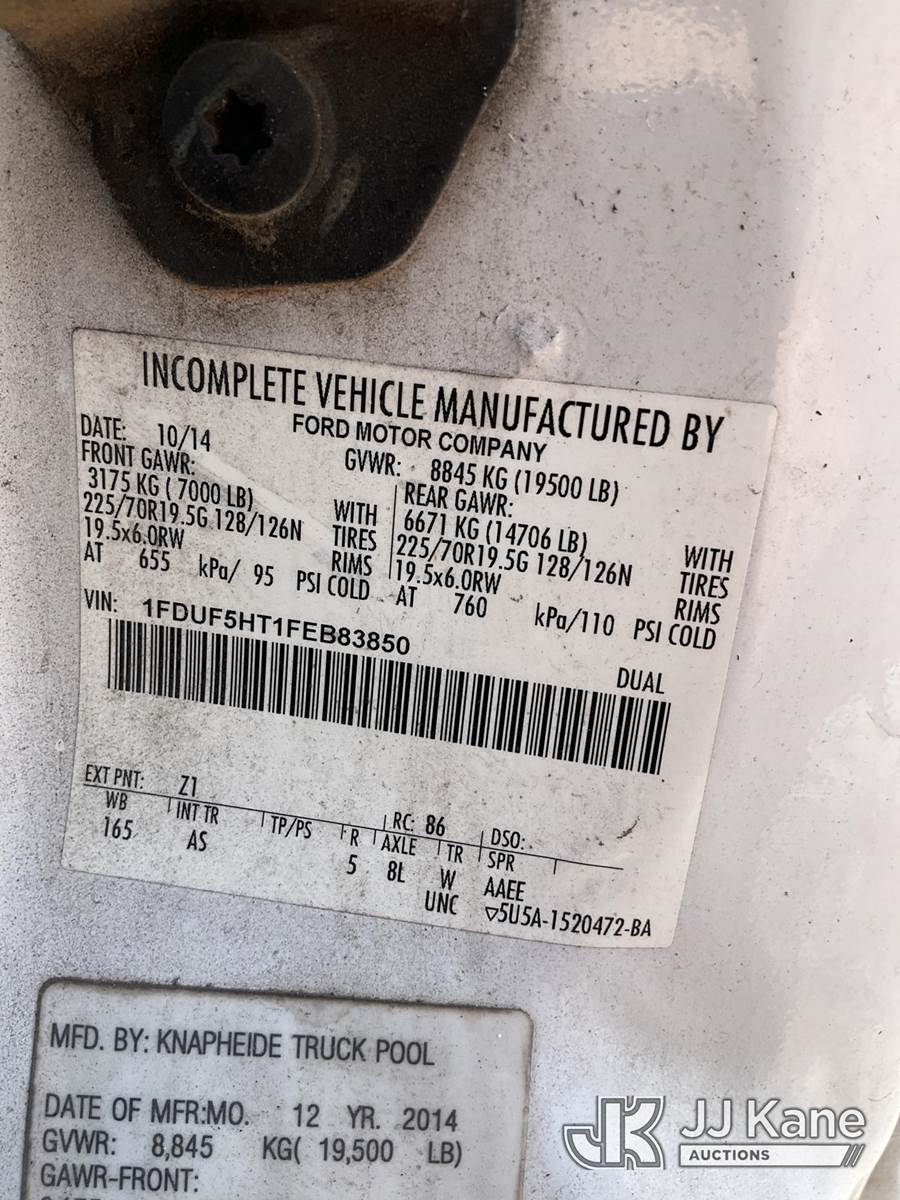 INCOMPLETE VEHICLE MANUFACTURED BY
FORD MOTOR COMPANY
DATE: 10/14 GVWR: 8845 KG (19500 LB)
FRONT GAWR: REAR GAWR:
3175 KG ( 7000 LB) WITH 6671 KG (14706 LB) WITH
225/70R19.5G 128/126N TIRES 225/70R19.5G 128/126N TIRES
19.5x6.0RW RIMS 19.5x6.0RW RIMS
AT 655 kPa/ 95 PSI COLD AT 760 kPa/110 PSI COLD
VIN: 1FDUF5HT1FEB83850
DUAL
EXT PNT: Z1 RC: 86 DSO:
WB INT TR TP/PS R AXLE TR SPR
165 AS 5 8L W AAEE
UNC ▽5U5A-1520472-BA
MFD. BY: KNAPHEIDE TRUCK POOL
DATE OF MFR:MO. 12 YR. 2014
GVWR: 8,845 KG( 19,500 LB)
GAWR-FRONT:
JK JJ Kane
AUCTIONS